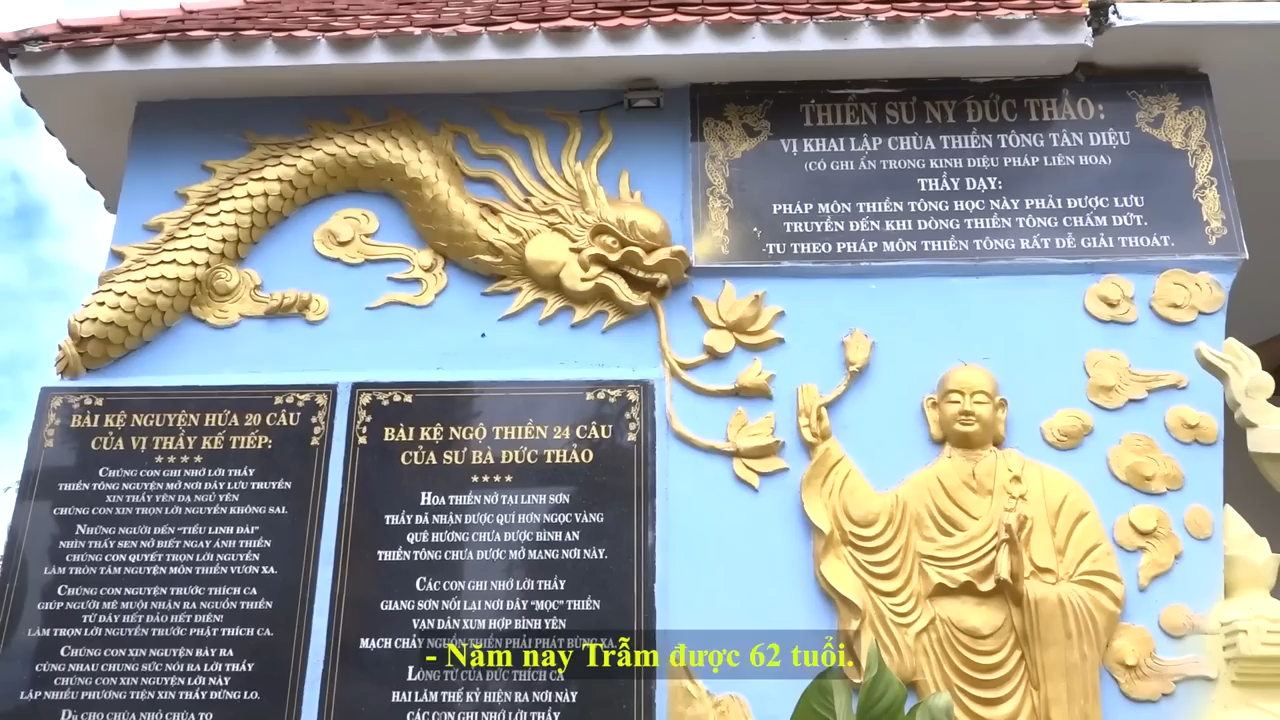 THIỀN SƯ NY ĐỨC THẢO:
VỊ KHAI LẬP CHÙA THIỀN TÔNG TÂN DIỆU
(CÓ GHI ẤN TRONG KINH DIỆU PHÁP LIÊN HOA)
THẦY DẠY:
PHÁP MÔN THIỀN TÔNG HỌC NÀY PHẢI ĐƯỢC LƯU
TRUYỀN ĐẾN KHI DÒNG THIỀN TÔNG CHẤM DỨT.
-TU THEO PHÁP MÔN THIỀN TÔNG RẤT DỄ GIẢI THOÁT.
BÀI KỆ NGUYỆN HỨA 20 CÂU
CỦA VỊ THẦY KẾ TIẾP:
****
CHÚNG CON GHI NHỚ LỜI THẦY
THIỀN TÔNG NGUYỆN MỞ NƠI ĐÂY LƯU TRUYỀN
XIN THẦY YÊN DẠ NGỦ YÊN
CHÚNG CON XIN TRỌN LỜI NGUYỀN KHÔNG SAI.
NHỮNG NGƯỜI ĐẾN "TIỂU LINH ĐÀI"
NHÌN THẤY SEN NỞ BIẾT NGAY ÁNH THIỀN
CHÚNG CON QUYẾT TRỌN LỜI NGUYỀN
LÀM TRÒN TÂM NGUYỆN MÔN THIỀN VƯƠN XA.
CHÚNG CON NGUYỆN TRƯỚC THÍCH CA
GIÚP NGƯỜI MÊ MUỘI NHẬN RA NGUỒN THIỀN
TỪ ĐÂY HẾT ĐẢO HẾT ĐIÊN!
LÀM TRỌN LỜI NGUYỀN TRƯỚC PHẬT THÍCH CA.
CHÚNG CON XIN NGUYỆN BÀY RA
CÙNG NHAU CHUNG SỨC NÓI RA LỜI THẦY
CHÚNG CON XIN NGUYỆN LỜI NÀY
LẬP NHIỀU PHƯƠNG TIỆN XIN THẦY ĐỪNG LO.
DÙ CHO CHÙA NHỎ CHÙA TO
BÀI KỆ NGỘ THIỀN 24 CÂU
CỦA SƯ BÀ ĐỨC THẢO
****
HOA THIỀN NỞ TẠI LINH SƠN
THẦY ĐÃ NHẬN ĐƯỢC QUÍ HƠN NGỌC VÀNG
QUÊ HƯƠNG CHƯA ĐƯỢC BÌNH AN
THIỀN TÔNG CHƯA ĐƯỢC MỞ MANG NƠI NÀY.
CÁC CON GHI NHỚ LỜI THẦY
GIANG SƠN NỐI LẠI NƠI ĐÂY "MỌC" THIỀN
VẠN DÂN XUM HỢP BÌNH YÊN
MẠCH CHẢY NGUỒN THIỀN PHẢI PHÁT BỪNG XA.
LÒNG TỪ CỦA ĐỨC THÍCH CA
HAI LĂM THẾ KỶ HIỆN RA NƠI NÀY
CÁC CON GHI NHỚ LỜI THẦY
- Năm nay Trẫm được 62 tuổi.